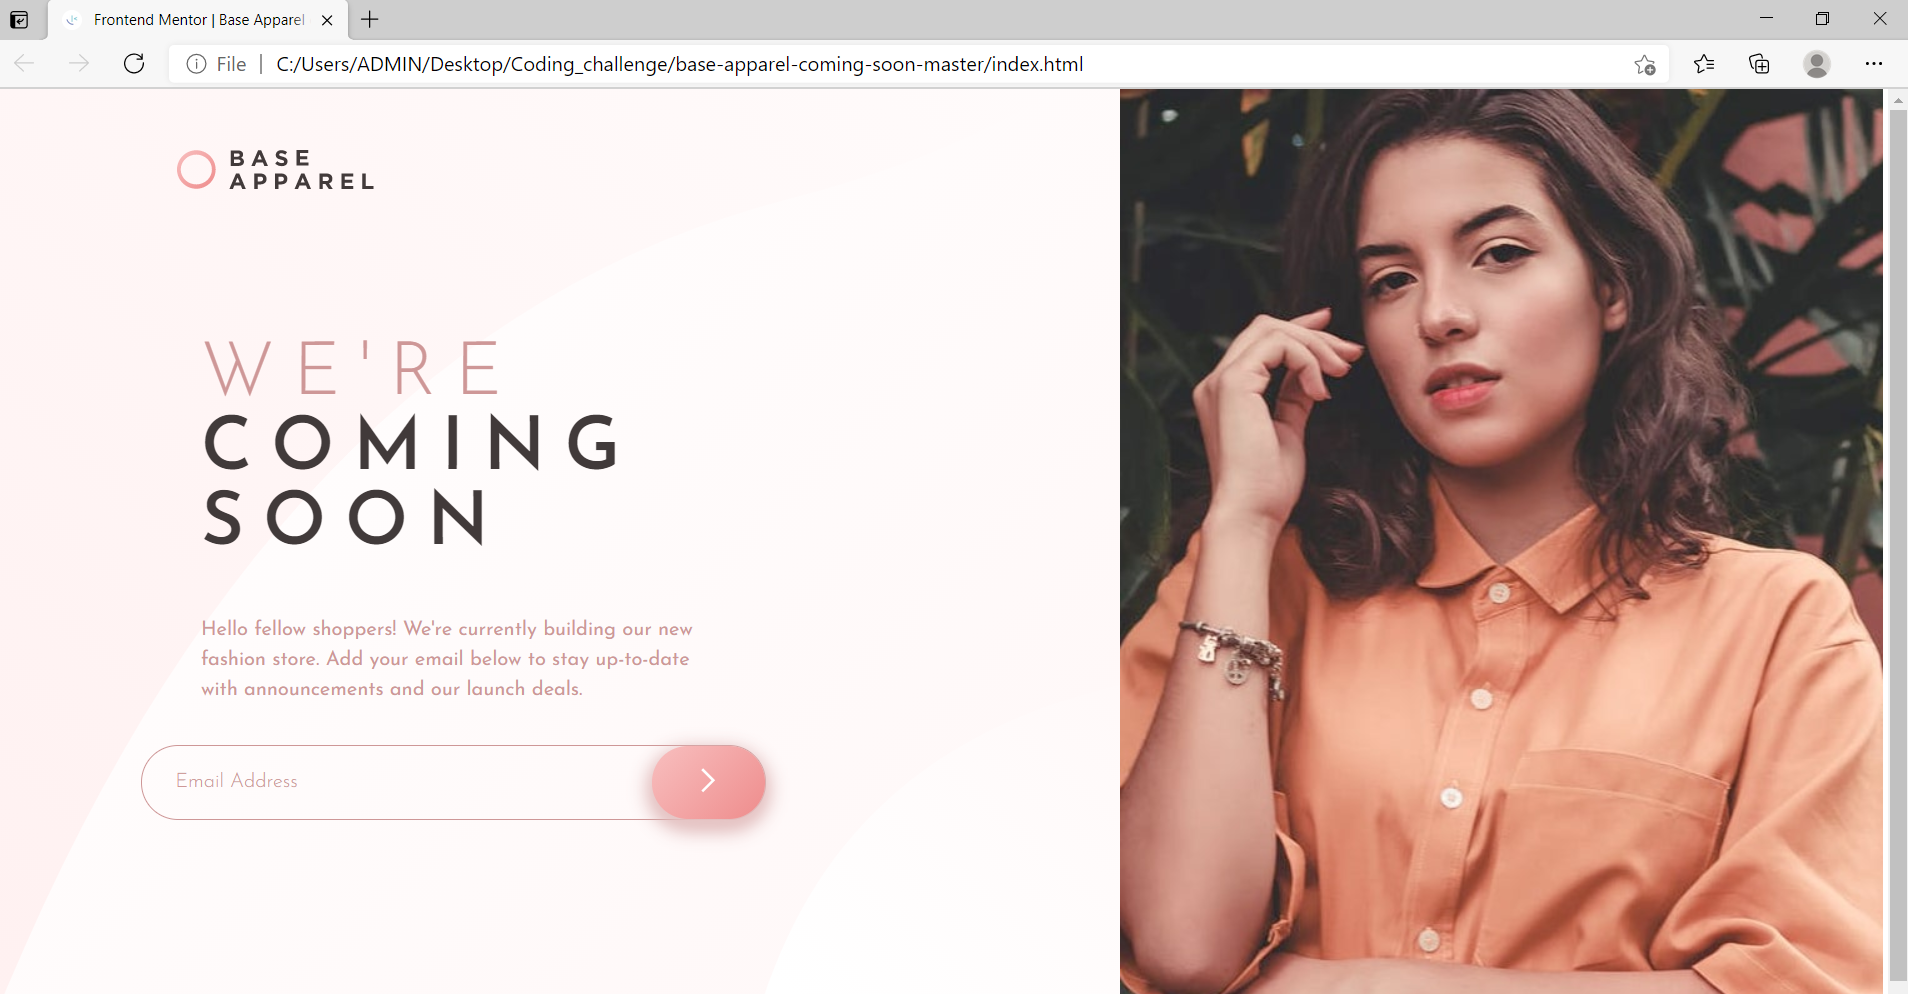 Frontend Mentor | Base Apparel
File | C:/Users/ADMIN/Desktop/Coding_challenge/base-apparel-coming-soon-master/index.html
BASE
APPAREL
WE'RE
COMING
SOON
Hello fellow shoppers! We're currently building our new
fashion store. Add your email below to stay up-to-date
with announcements and our launch deals.
Email Address